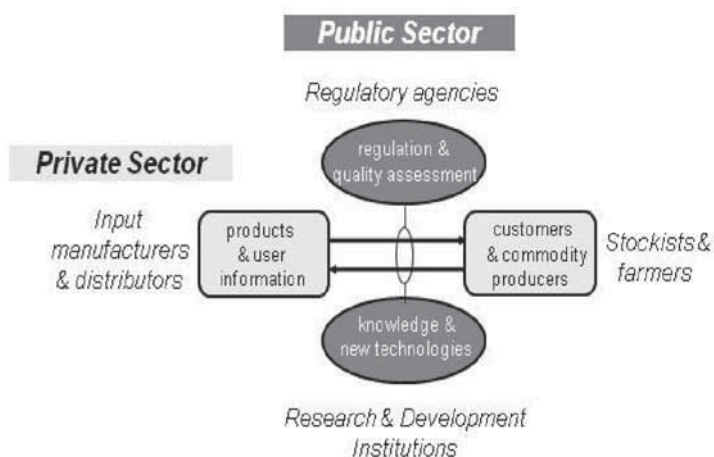 Public Sector
Regulatory agencies
regulation &
quality assessment
Private Sector
Input
manufacturers
& distributors
products
& user
information
customers
& commodity
producers
Stockists &
farmers
knowledge &
new technologies
Research & Development
Institutions